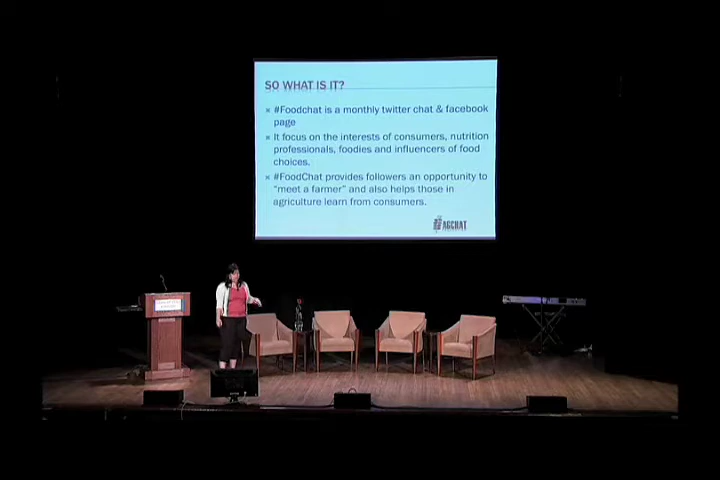 SO WHAT IS IT?
#Foodchat is a monthly twitter chat & facebook
page
It focus on the interests of consumers, nutrition
professionals, foodies and influencers of food
choices.
#FoodChat provides followers an opportunity to
"meet a farmer" and also helps those in
agriculture learn from consumers.
AGCHAT